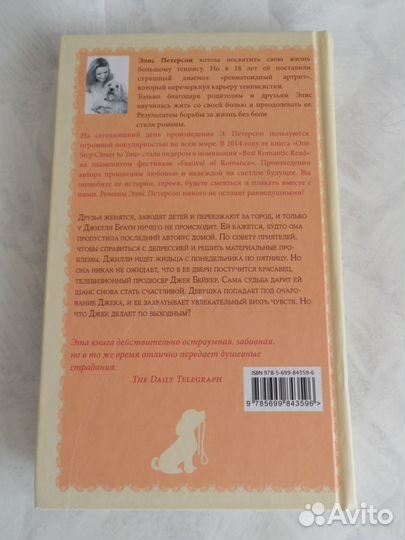 Элис Петерсон хотела посвятить свою жизнь
большому теннису. Но в 18 лет ей поставили
страшный диагноз «ревматоидный артрит»,
который перечеркнул карьеру теннисистки.
Только благодаря родителям и друзьям Элис
научилась жить со своей болью и преодолевать ее.
Результатом борьбы за жизнь без боли
стали романы.
На сегодняшний день произведения Э. Петерсон пользуются
огромной популярностью во всем мире. В 2014 году ее книга «One
Step Closer to You» стала лидером в номинации «Best Romantic Read»
на знаменитом фестивале «Festival of Romance». Произведения
автора пропитаны любовью и надеждой на светлое будущее. Вы
полюбите ее истории, героев, будете смеяться и плакать вместе с
ними. Романы Элис Петерсон никого не оставят равнодушными!
Друзья женятся, заводят детей и переезжают за город, и только
у Джилли Браун ничего не происходит. Ей кажется, будто она
пропустила последний автобус домой. По совету приятелей,
чтобы справиться с депрессией и решить материальные про-
блемы, Джилли ищет жильца с понедельника по пятницу. Но
она никак не ожидает, что в ее двери постучится красавец,
телевизионный продюсер Джек Бейкер. Сама судьба дарит ей
шанс снова стать счастливой. Девушка попадает под очаро-
вание Джека, и ее захватывает увлекательный вихрь чувств. Но
что Джек делает по выходным?
Эта книга действительно остроумная, забавная,
но в то же время отлично передает душевные
страдания.
The Daily Telegraph
ISBN 978-5-699-84359-6
9 785699 843596 >
Avito